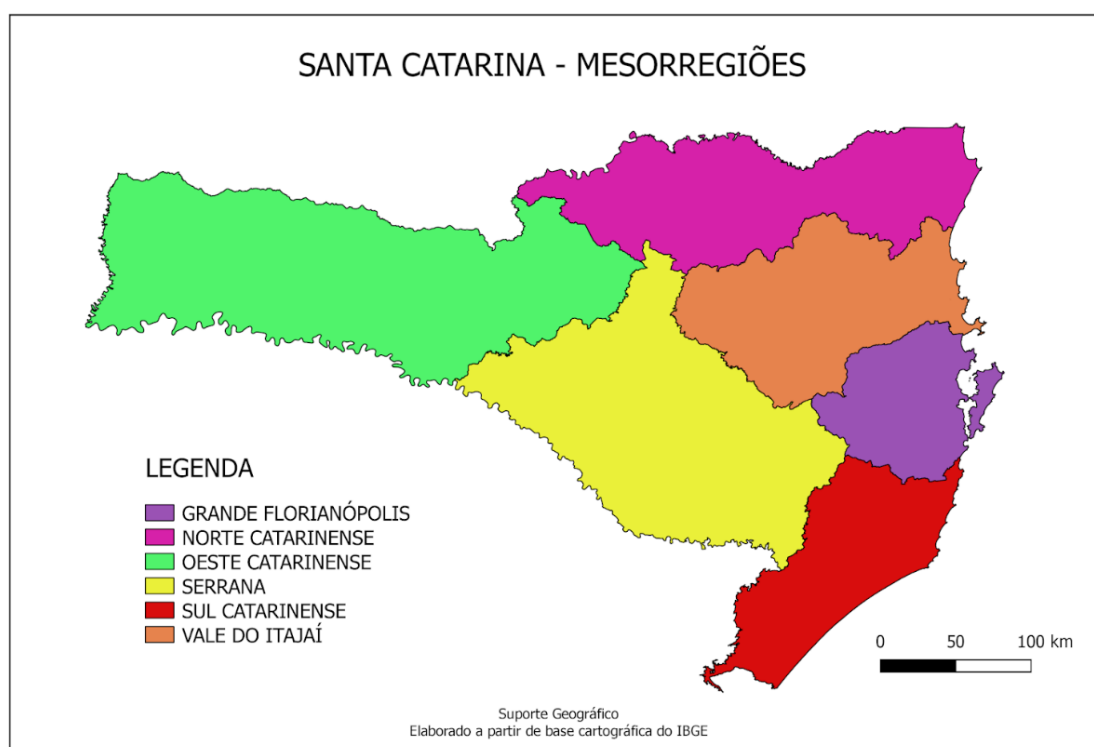 SANTA CATARINA - MESORREGIÕES
LEGENDA
GRANDE FLORIANÓPOLIS
NORTE CATARINENSE
OESTE CATARINENSE
SERRANA
SUL CATARINENSE
VALE DO ITAJAÍ
0 50 100 km
Suporte Geográfico
Elaborado a partir de base cartográfica do IBGE